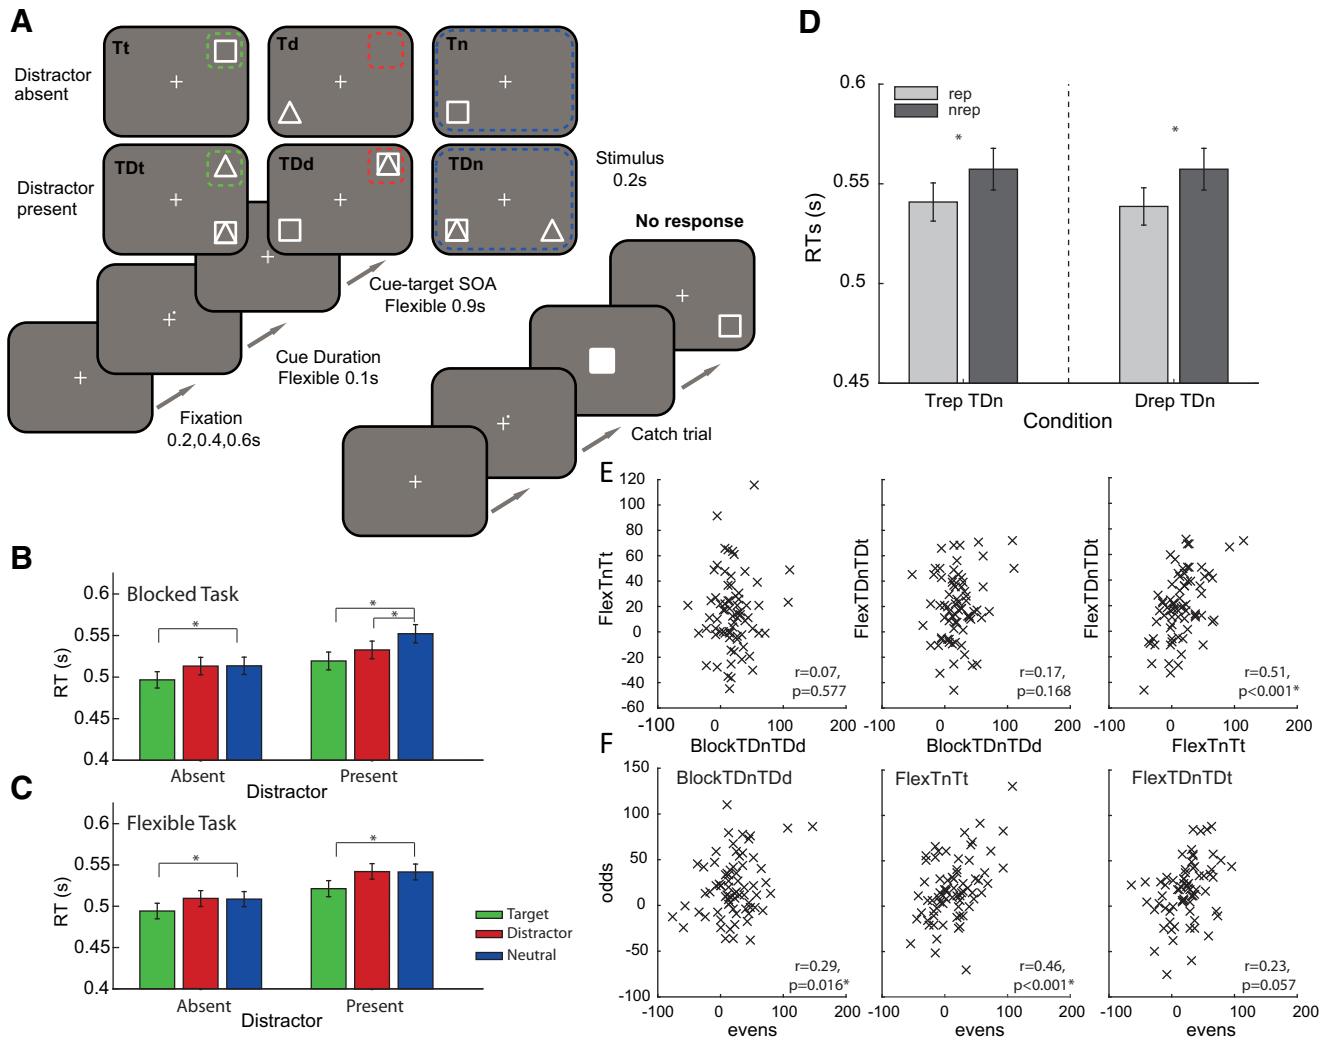 A
Distractor
absent
Tt
Td
Tn
Distractor
present
TDt
TDd
TDn
Stimulus
0.2s
No response
Cue-target SOA
Flexible 0.9s
Cue Duration
Flexible 0.1s
Fixation
0.2,0.4,0.6s
Catch trial
D
RTs (s)
0.6
0.55
0.5
0.45
rep
nrep
*
*
Trep TDn
Drep TDn
Condition
B
Blocked Task
RT (s)
0.6
0.55
0.5
0.45
0.4
*
*
*
Absent
Present
Distractor
C
Flexible Task
RT (s)
0.6
0.55
0.5
0.45
0.4
*
*
Absent
Present
Distractor
Target
Distractor
Neutral
E
FlexTnTt
120
100
80
60
40
20
0
-20
-40
-60
r=0.07,
p=0.577
-100
0
100
200
BlockTDnTDd
FlexTDnTDt
r=0.17,
p=0.168
-100
0
100
200
BlockTDnTDd
FlexTDnTDt
r=0.51,
p<0.001*
-100
0
100
200
FlexTnTt
F
odds
150
100
50
0
-50
-100
BlockTDnTDd
r=0.29,
p=0.016*
-100
0
100
200
evens
FlexTnTt
r=0.46,
p<0.001*
-100
0
100
200
evens
FlexTDnTDt
r=0.23,
p=0.057
-100
0
100
200
evens